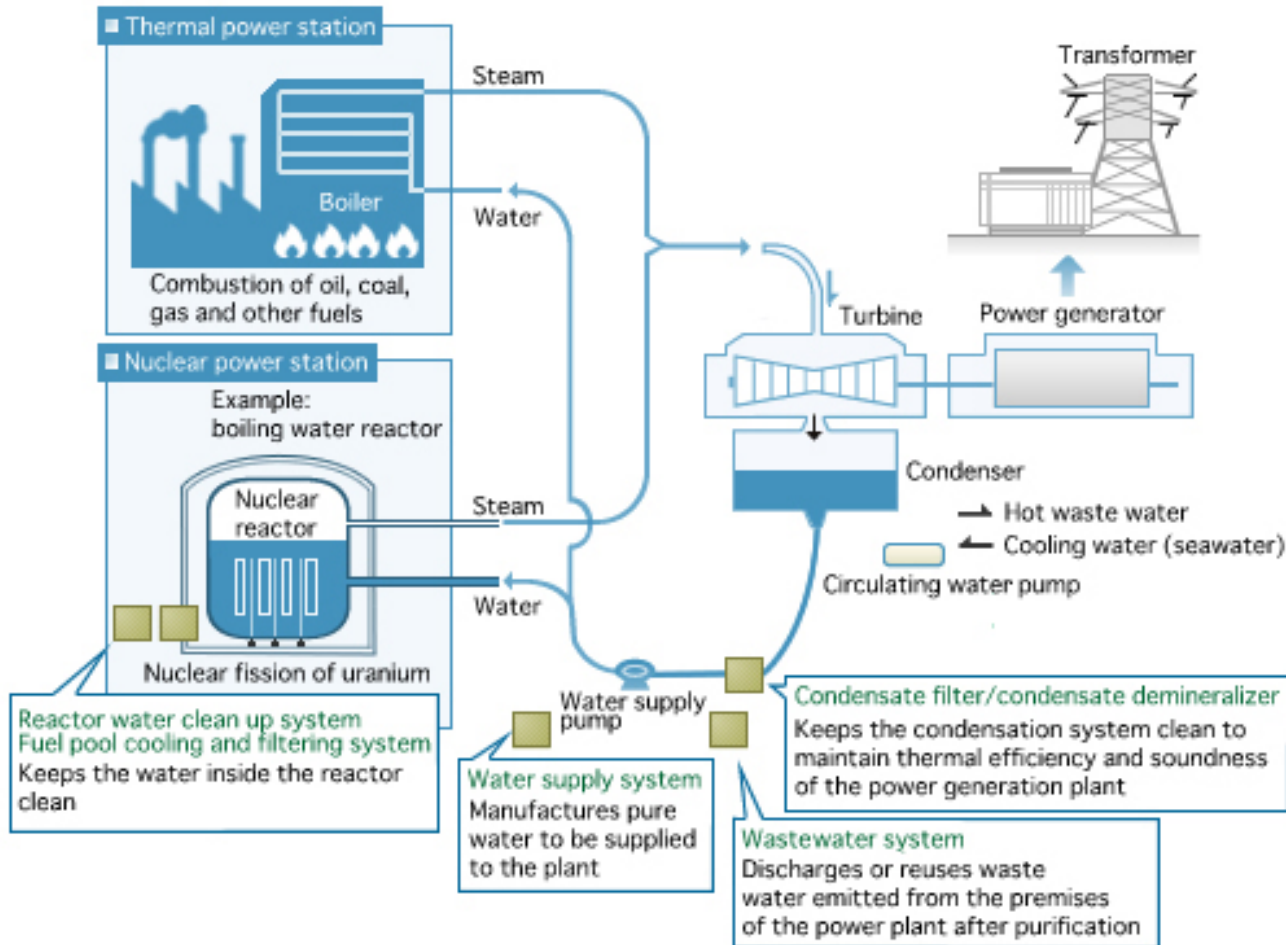 Thermal power station
Steam
Boiler
Water
Combustion of oil, coal,
gas and other fuels
Transformer
Turbine
Power generator
Nuclear power station
Example:
boiling water reactor
Nuclear
reactor
Steam
Water
Nuclear fission of uranium
Condenser
Hot waste water
Cooling water (seawater)
Circulating water pump
Water supply
pump
Reactor water clean up system
Fuel pool cooling and filtering system
Keeps the water inside the reactor
clean
Water supply system
Manufactures pure
water to be supplied
to the plant
Condensate filter/condensate demineralizer
Keeps the condensation system clean to
maintain thermal efficiency and soundness
of the power generation plant
Wastewater system
Discharges or reuses waste
water emitted from the premises
of the power plant after purification